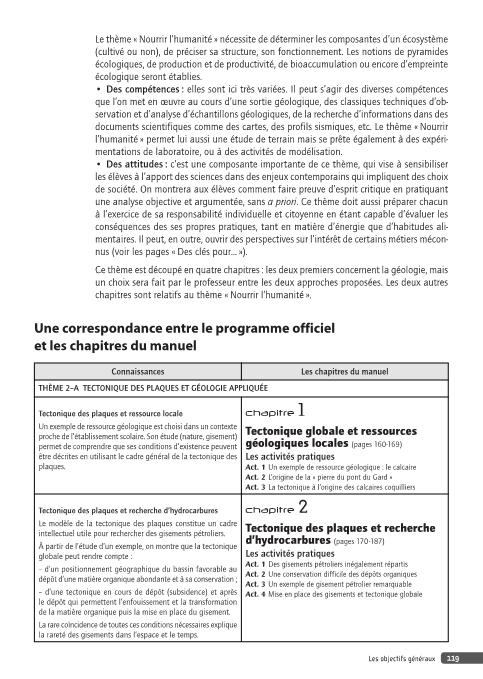 Le thème « Nourrir l'humanité » nécessite de déterminer les composantes d'un écosystème
(cultivé ou non), de préciser sa structure, son fonctionnement. Les notions de pyramides
écologiques, de production et de productivité, de bioaccumulation ou encore d'empreinte
écologique seront établies.
• Des compétences : elles sont ici très variées. Il peut s'agir des diverses compétences
que l'on met en œuvre au cours d'une sortie géologique, des classiques techniques d'ob-
servation et d'analyse d'échantillons géologiques, de la recherche d'informations dans des
documents scientifiques comme des cartes, des profils sismiques, etc. Le thème « Nourrir
l'humanité » permet lui aussi une étude de terrain mais se prête également à des expéri-
mentations de laboratoire, ou à des activités de modélisation.
• Des attitudes : c'est une composante importante de ce thème, qui vise à sensibiliser
les élèves à l'apport des sciences dans des enjeux contemporains qui impliquent des choix
de société. On montrera aux élèves comment faire preuve d'esprit critique en pratiquant
une analyse objective et argumentée, sans a priori. Ce thème doit aussi préparer chacun
à l'exercice de sa responsabilité individuelle et citoyenne en étant capable d'évaluer les
conséquences des ses propres pratiques, tant en matière d'énergie que d'habitudes ali-
mentaires. Il peut, en outre, ouvrir des perspectives sur l'intérêt de certains métiers mécon-
nus (voir les pages « Des clés pour... »).
Ce thème est découpé en quatre chapitres : les deux premiers concernent la géologie, mais
un choix sera fait par le professeur entre les deux approches proposées. Les deux autres
chapitres sont relatifs au thème « Nourrir l'humanité ».
Une correspondance entre le programme officiel
et les chapitres du manuel
Connaissances
Les chapitres du manuel
THÈME 2-A TECTONIQUE DES PLAQUES ET GÉOLOGIE APPLIQUÉE
Tectonique des plaques et ressource locale
Un exemple de ressource géologique est choisi dans un contexte
proche de l'établissement scolaire. Son étude (nature, gisement)
permet de comprendre que ses conditions d'existence peuvent
être décrites en utilisant le cadre général de la tectonique des
plaques.
chapitre 1
Tectonique globale et ressources
géologiques locales (pages 160-169)
Les activités pratiques
Act. 1 Un exemple de ressource géologique : le calcaire
Act. 2 L'origine de la « pierre du pont du Gard »
Act. 3 La tectonique à l'origine des calcaires coquilliers
Tectonique des plaques et recherche d'hydrocarbures
Le modèle de la tectonique des plaques constitue un cadre
intellectuel utile pour rechercher des gisements pétroliers.
À partir de l'étude d'un exemple, on montre que la tectonique
globale peut rendre compte :
– d'un positionnement géographique du bassin favorable au
dépôt d'une matière organique abondante et à sa conservation ;
– d'une tectonique en cours de dépôt (subsidence) et après
le dépôt qui permettent l'enfouissement et la transformation
de la matière organique puis la mise en place du gisement.
La rare coïncidence de toutes ces conditions nécessaires explique
la rareté des gisements dans l'espace et le temps.
chapitre 2
Tectonique des plaques et recherche
d'hydrocarbures (pages 170-187)
Les activités pratiques
Act. 1 Des gisements pétroliers inégalement répartis
Act. 2 Une conservation difficile des dépôts organiques
Act. 3 Un exemple de gisement pétrolier remarquable
Act. 4 Mise en place des gisements et tectonique globale
Les objectifs généraux 119